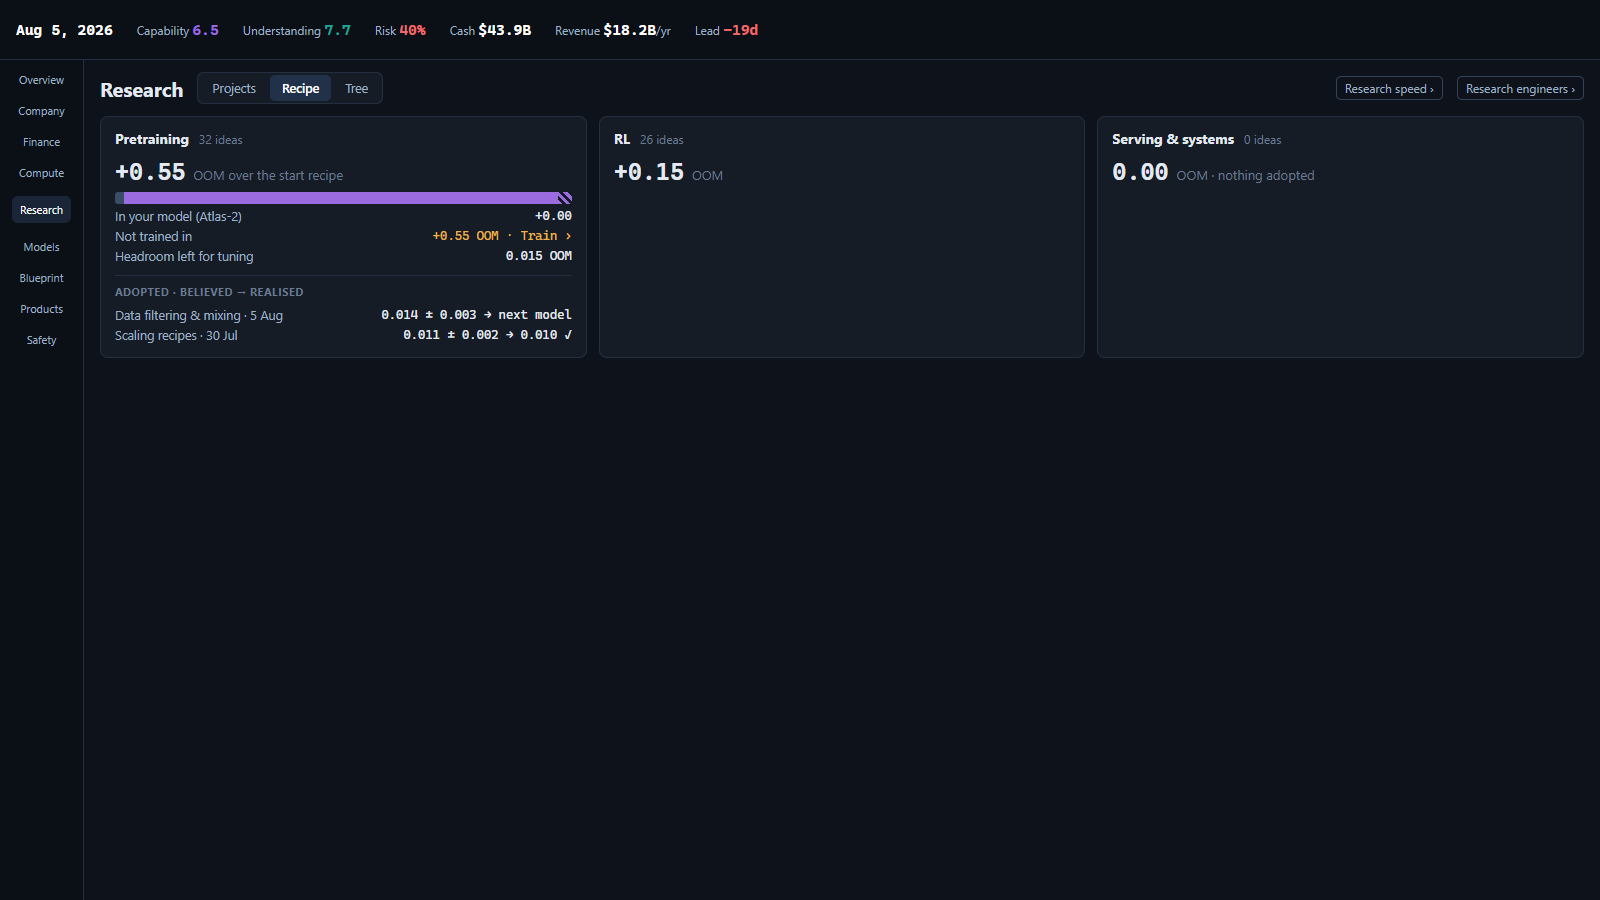 Aug 5, 2026 Capability 6.5 Understanding 7.7 Risk 40% Cash $43.9B Revenue $18.2B/yr Lead −19d
Overview
Company
Finance
Compute
Research
Models
Blueprint
Products
Safety
Research Projects Recipe Tree Research speed › Research engineers ›
Pretraining 32 ideas
+0.55 OOM over the start recipe
In your model (Atlas-2) +0.00
Not trained in +0.55 OOM · Train ›
Headroom left for tuning 0.015 OOM
ADOPTED · BELIEVED → REALISED
Data filtering & mixing · 5 Aug 0.014 ± 0.003 → next model
Scaling recipes · 30 Jul 0.011 ± 0.002 → 0.010 ✓
RL 26 ideas
+0.15 OOM
Serving & systems 0 ideas
0.00 OOM · nothing adopted